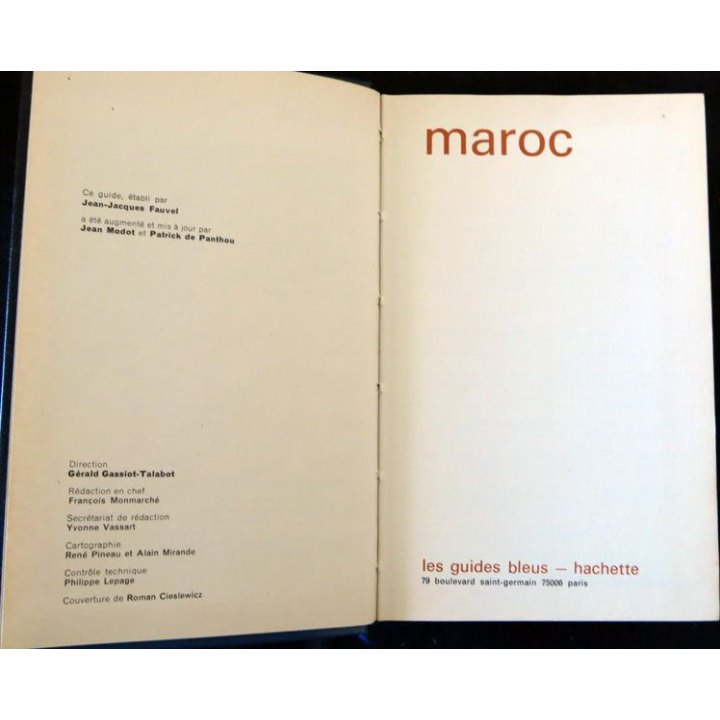 Ce guide, établi par
Jean-Jacques Fauvel
a été augmenté et mis à jour par
Jean Modot et Patrick de Panthou
Direction
Gérald Gassiot-Talabot
Rédaction en chef
François Monmarché
Secrétariat de rédaction
Yvonne Vassart
Cartographie
René Pineau et Alain Mirande
Contrôle technique
Philippe Lepage
Couverture de Roman Cieslewicz
maroc
les guides bleus – hachette
79 boulevard saint-germain 75006 paris